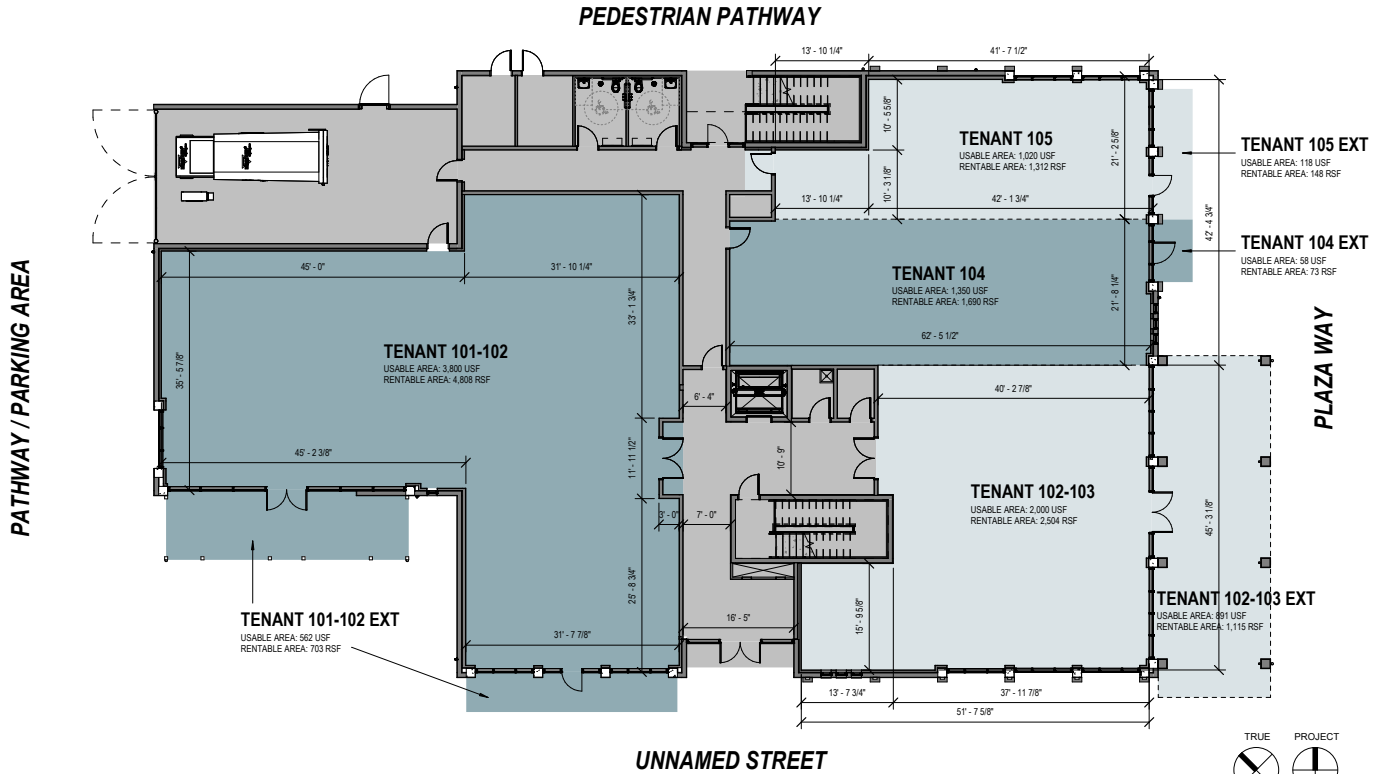 PEDESTRIAN PATHWAY
13' - 10 1/4"
41' - 7 1/2"
10' - 5 5/8"
21' - 2 5/8"
TENANT 105
USABLE AREA: 1,020 USF
RENTABLE AREA: 1,312 RSF
TENANT 105 EXT
USABLE AREA: 118 USF
RENTABLE AREA: 148 RSF
10' - 3 1/8"
13' - 10 1/4"
42' - 1 3/4"
42' - 4 3/4"
TENANT 104 EXT
USABLE AREA: 58 USF
RENTABLE AREA: 73 RSF
45' - 0"
31' - 10 1/4"
TENANT 104
USABLE AREA: 1,350 USF
RENTABLE AREA: 1,690 RSF
21' - 8 1/4"
33'- 1 3/4"
62' - 5 1/2"
PATHWAY / PARKING AREA
35' - 5 7/8"
TENANT 101-102
USABLE AREA: 3,800 USF
RENTABLE AREA: 4,808 RSF
PLAZA WAY
6' - 4"
40' - 2 7/8"
45' - 2 3/8"
11' - 11 1/2"
10' - 9"
TENANT 102-103
USABLE AREA: 2,000 USF
RENTABLE AREA: 2,504 RSF
3' - 0"
7' - 0"
45' - 3 1/8"
25' - 8 3/4"
15' - 9 5/8"
TENANT 102-103 EXT
USABLE AREA: 891 USF
RENTABLE AREA: 1,115 RSF
TENANT 101-102 EXT
USABLE AREA: 562 USF
RENTABLE AREA: 703 RSF
16' - 5"
31' - 7 7/8"
13' - 7 3/4"
37' - 11 7/8"
51' - 7 5/8"
UNNAMED STREET
TRUE
PROJECT